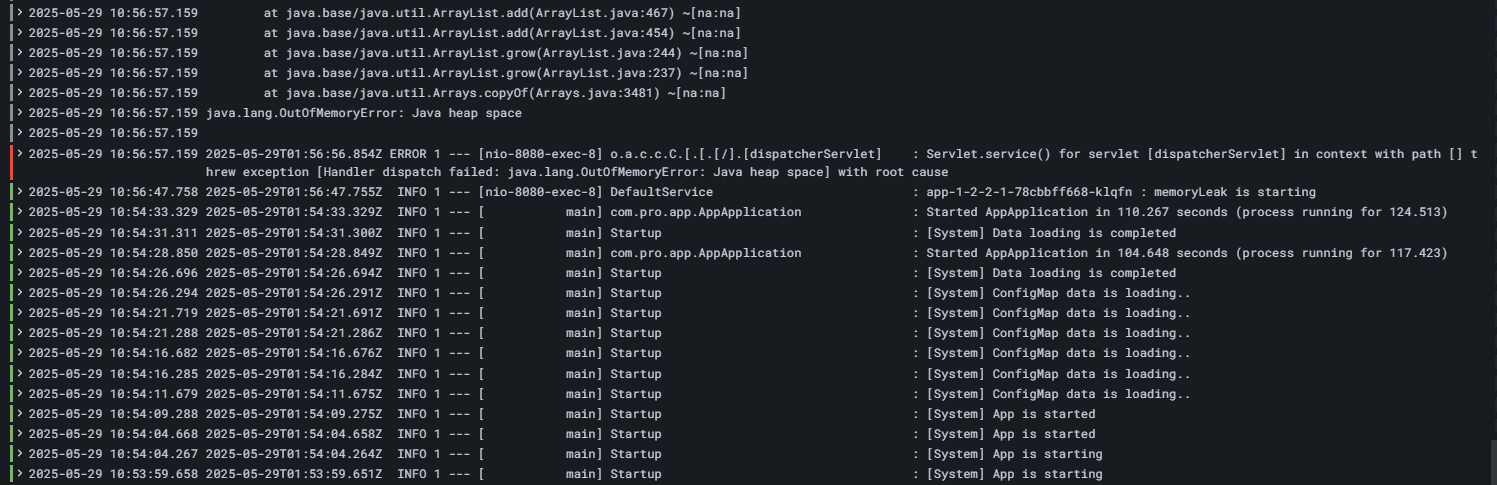 > 2025-05-29 10:56:57.159         at java.base/java.util.ArrayList.add(ArrayList.java:467) ~[na:na]
> 2025-05-29 10:56:57.159         at java.base/java.util.ArrayList.add(ArrayList.java:454) ~[na:na]
> 2025-05-29 10:56:57.159         at java.base/java.util.ArrayList.grow(ArrayList.java:244) ~[na:na]
> 2025-05-29 10:56:57.159         at java.base/java.util.ArrayList.grow(ArrayList.java:237) ~[na:na]
> 2025-05-29 10:56:57.159         at java.base/java.util.Arrays.copyOf(Arrays.java:3481) ~[na:na]
> 2025-05-29 10:56:57.159 java.lang.OutOfMemoryError: Java heap space
> 2025-05-29 10:56:57.159
> 2025-05-29 10:56:57.159 2025-05-29T01:56:56.854Z ERROR 1 --- [nio-8080-exec-8] o.a.c.c.C.[.[.[/].[dispatcherServlet]    : Servlet.service() for servlet [dispatcherServlet] in context with path [] t
hrew exception [Handler dispatch failed: java.lang.OutOfMemoryError: Java heap space] with root cause
> 2025-05-29 10:56:47.758 2025-05-29T01:56:47.755Z  INFO 1 --- [nio-8080-exec-8] DefaultService                           : app-1-2-2-1-78cbbff668-klqfn : memoryLeak is starting
> 2025-05-29 10:54:33.329 2025-05-29T01:54:33.329Z  INFO 1 --- [           main] com.pro.app.AppApplication               : Started AppApplication in 110.267 seconds (process running for 124.513)
> 2025-05-29 10:54:31.311 2025-05-29T01:54:31.300Z  INFO 1 --- [           main] Startup                                  : [System] Data loading is completed
> 2025-05-29 10:54:28.850 2025-05-29T01:54:28.849Z  INFO 1 --- [           main] com.pro.app.AppApplication               : Started AppApplication in 104.648 seconds (process running for 117.423)
> 2025-05-29 10:54:26.696 2025-05-29T01:54:26.694Z  INFO 1 --- [           main] Startup                                  : [System] Data loading is completed
> 2025-05-29 10:54:26.294 2025-05-29T01:54:26.291Z  INFO 1 --- [           main] Startup                                  : [System] ConfigMap data is loading..
> 2025-05-29 10:54:21.719 2025-05-29T01:54:21.691Z  INFO 1 --- [           main] Startup                                  : [System] ConfigMap data is loading..
> 2025-05-29 10:54:21.288 2025-05-29T01:54:21.286Z  INFO 1 --- [           main] Startup                                  : [System] ConfigMap data is loading..
> 2025-05-29 10:54:16.682 2025-05-29T01:54:16.676Z  INFO 1 --- [           main] Startup                                  : [System] ConfigMap data is loading..
> 2025-05-29 10:54:16.285 2025-05-29T01:54:16.284Z  INFO 1 --- [           main] Startup                                  : [System] ConfigMap data is loading..
> 2025-05-29 10:54:11.679 2025-05-29T01:54:11.675Z  INFO 1 --- [           main] Startup                                  : [System] ConfigMap data is loading..
> 2025-05-29 10:54:09.288 2025-05-29T01:54:09.275Z  INFO 1 --- [           main] Startup                                  : [System] App is started
> 2025-05-29 10:54:04.668 2025-05-29T01:54:04.658Z  INFO 1 --- [           main] Startup                                  : [System] App is started
> 2025-05-29 10:54:04.267 2025-05-29T01:54:04.264Z  INFO 1 --- [           main] Startup                                  : [System] App is starting
> 2025-05-29 10:53:59.658 2025-05-29T01:53:59.651Z  INFO 1 --- [           main] Startup                                  : [System] App is starting